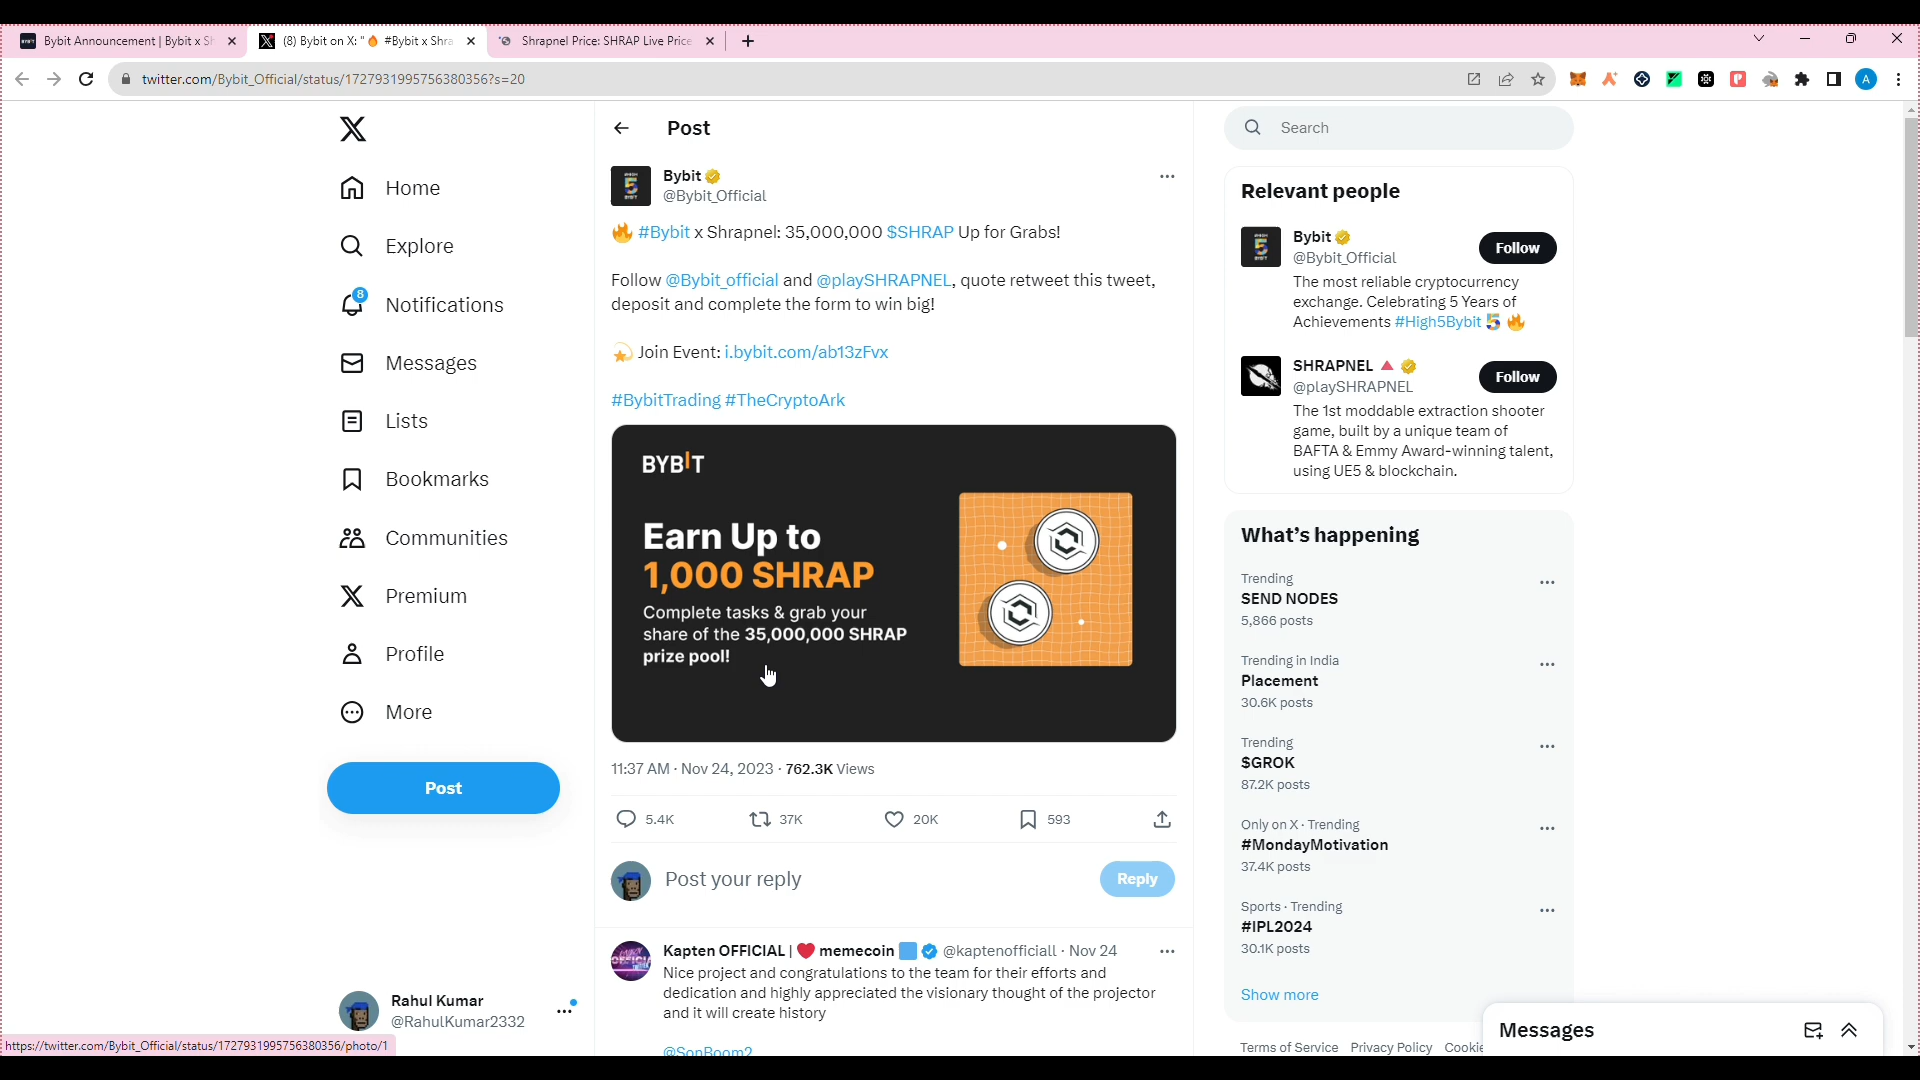 Bybit Announcement | Bybit x Sh
(8) Bybit on X: "🔥 #Bybit x Shra
Shrapnel Price: SHRAP Live Price
twitter.com/Bybit_Official/status/1727931995756380356?s=20
A
Home
Explore
8
Notifications
Messages
Lists
Bookmarks
Communities
Premium
Profile
More
Post
Rahul Kumar
@RahulKumar2332
https://twitter.com/Bybit_Official/status/1727931995756380356/photo/1
Post
Bybit
@Bybit_Official
🔥 #Bybit x Shrapnel: 35,000,000 $SHRAP Up for Grabs!
Follow @Bybit_official and @playSHRAPNEL, quote retweet this tweet,
deposit and complete the form to win big!
💫 Join Event: i.bybit.com/ab13zFvx
#BybitTrading #TheCryptoArk
BYBIT
Earn Up to
1,000 SHRAP
Complete tasks & grab your
share of the 35,000,000 SHRAP
prize pool!
11:37 AM · Nov 24, 2023 · 762.3K Views
5.4K 37K 20K 593
Post your reply
Reply
Kapten OFFICIAL | ❤️ memecoin 🟦 @kaptenofficiall · Nov 24
Nice project and congratulations to the team for their efforts and
dedication and highly appreciated the visionary thought of the projector
and it will create history
@SonBoom2
Search
Relevant people
Bybit
@Bybit_Official
Follow
The most reliable cryptocurrency
exchange. Celebrating 5 Years of
Achievements #High5Bybit 🔥
SHRAPNEL 🔺
@playSHRAPNEL
Follow
The 1st moddable extraction shooter
game, built by a unique team of
BAFTA & Emmy Award-winning talent,
using UE5 & blockchain.
What's happening
Trending
SEND NODES
5,866 posts
Trending in India
Placement
30.6K posts
Trending
$GROK
87.2K posts
Only on X · Trending
#MondayMotivation
37.4K posts
Sports · Trending
#IPL2024
30.1K posts
Show more
Terms of Service Privacy Policy Cookie
Messages